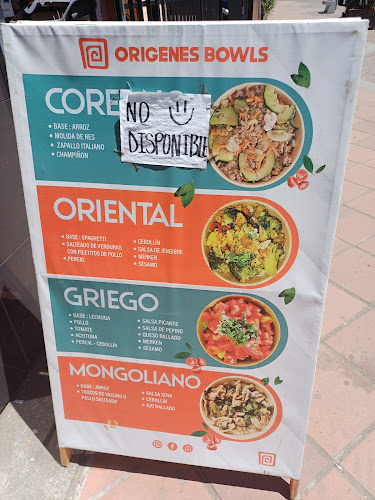 ORIGENES BOWLS
CORE
NO
DISPONIBLE
• BASE : ARROZ
• MOLIDA DE RES
• ZAPALLO ITALIANO
• CHAMPIÑON
ORIENTAL
• BASE : SPAGHETTI
• SALTEADO DE VERDURAS
CON FILETITOS DE POLLO
• PEREJIL
• CEBOLLÍN
• SALSA DE JENGIBRE
• MERKEN
• SÉSAMO
GRIEGO
• BASE : LECHUGA
• POLLO
• TOMATE
• ACEITUNA
• PEREJIL - CEBOLLÍN
• SALSA PICANTE
• SALSA DE PEPINO
• QUESO RALLADO
• MERKEN
• SÉSAMO
MONGOLIANO
• BASE : ARROZ
• TROZOS DE VACUNO O
POLLO SALTEADO
• SALSA SOYA
• CEBOLLÍN
• AJO RALLADO